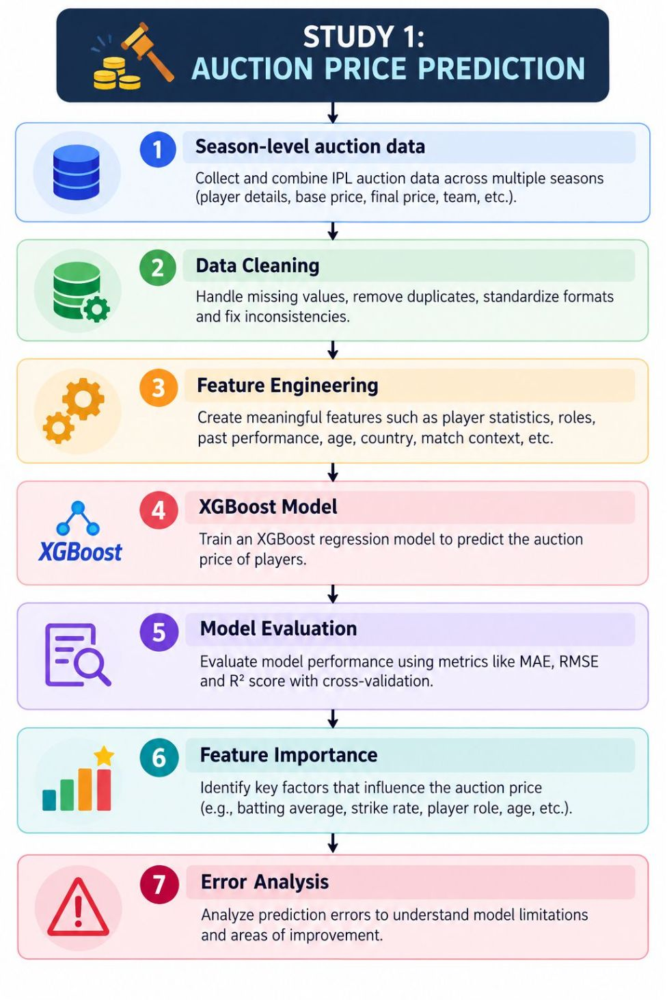 STUDY 1:
AUCTION PRICE PREDICTION
1
Season-level auction data
Collect and combine IPL auction data across multiple seasons
(player details, base price, final price, team, etc.).
2
Data Cleaning
Handle missing values, remove duplicates, standardize formats
and fix inconsistencies.
3
Feature Engineering
Create meaningful features such as player statistics, roles,
past performance, age, country, match context, etc.
XGBoost
4
XGBoost Model
Train an XGBoost regression model to predict the auction
price of players.
5
Model Evaluation
Evaluate model performance using metrics like MAE, RMSE
and R² score with cross-validation.
6
Feature Importance
Identify key factors that influence the auction price
(e.g., batting average, strike rate, player role, age, etc.).
7
Error Analysis
Analyze prediction errors to understand model limitations
and areas of improvement.